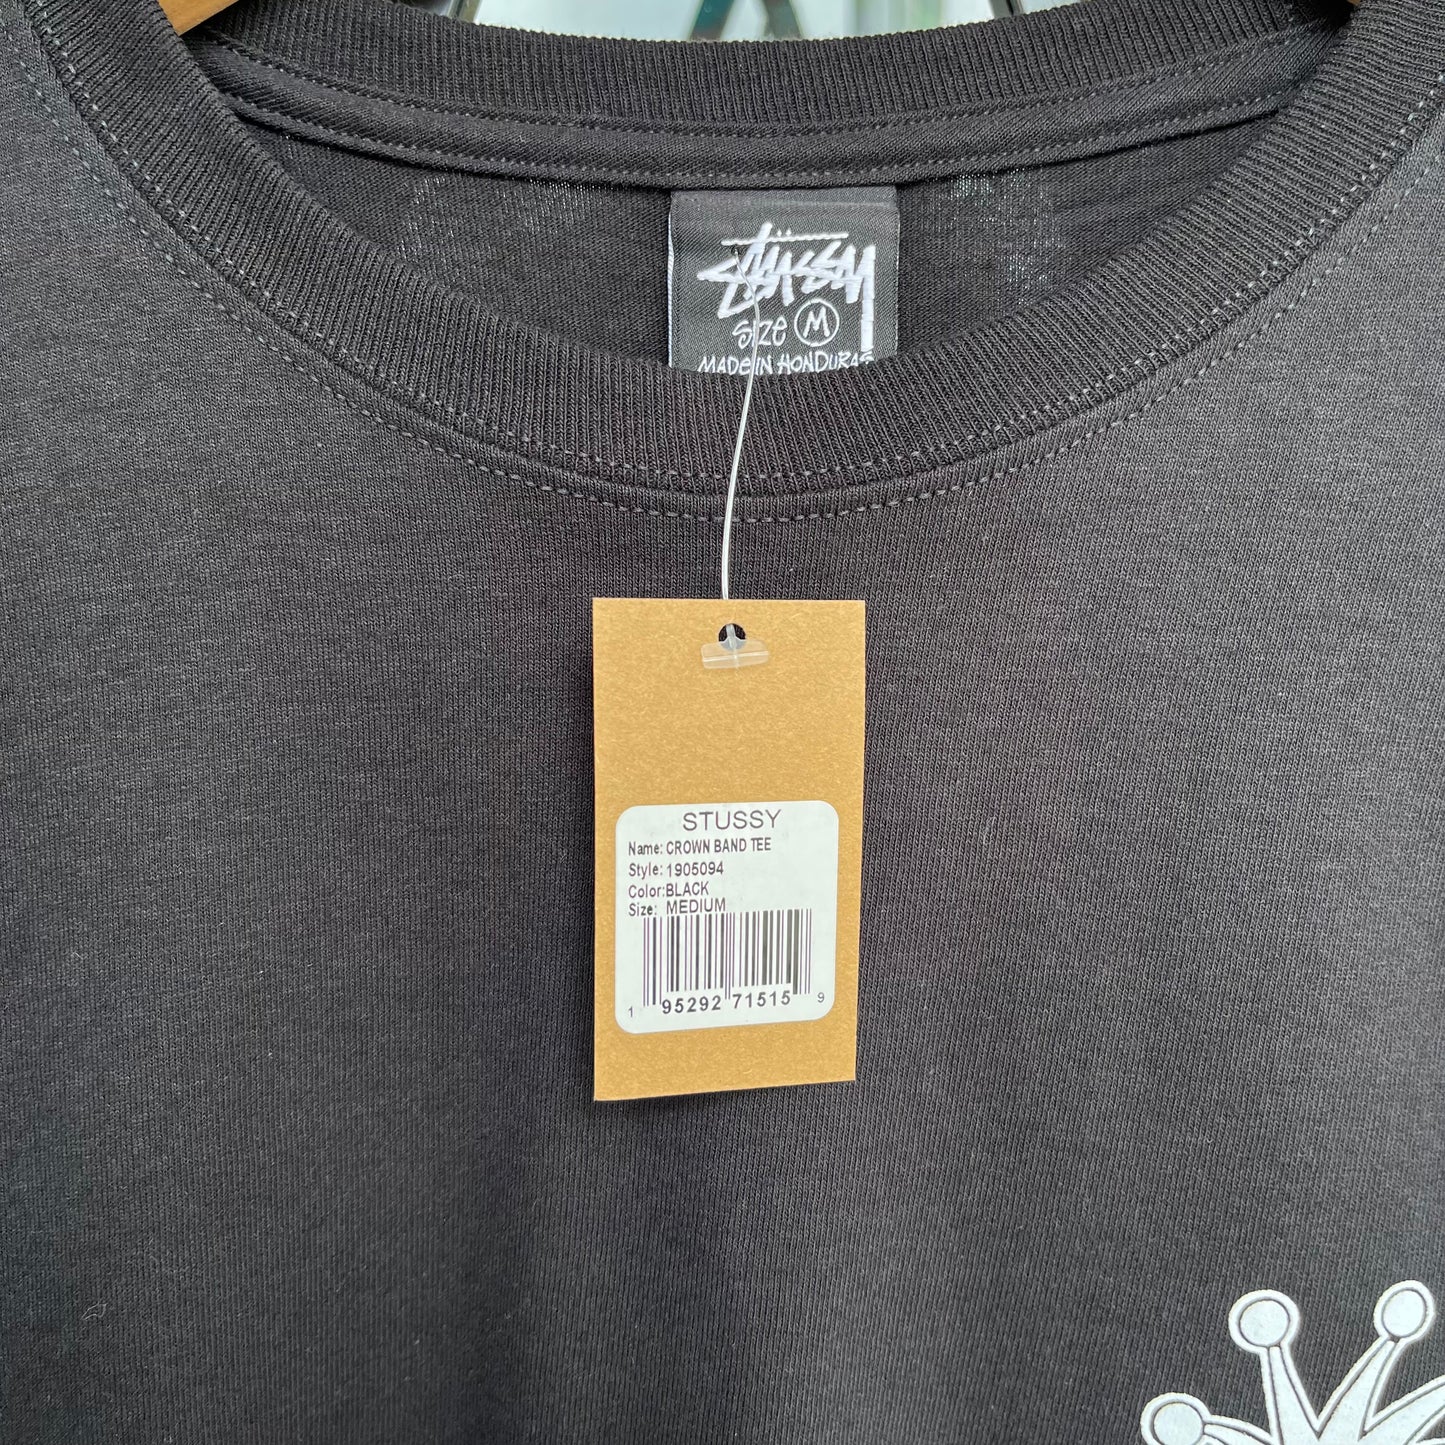 Stüssy
Size M
MADE IN HONDURAS
STUSSY
Name: CROWN BAND TEE
Style: 1905094
Color:BLACK
Size: MEDIUM
1 95292 71515 9